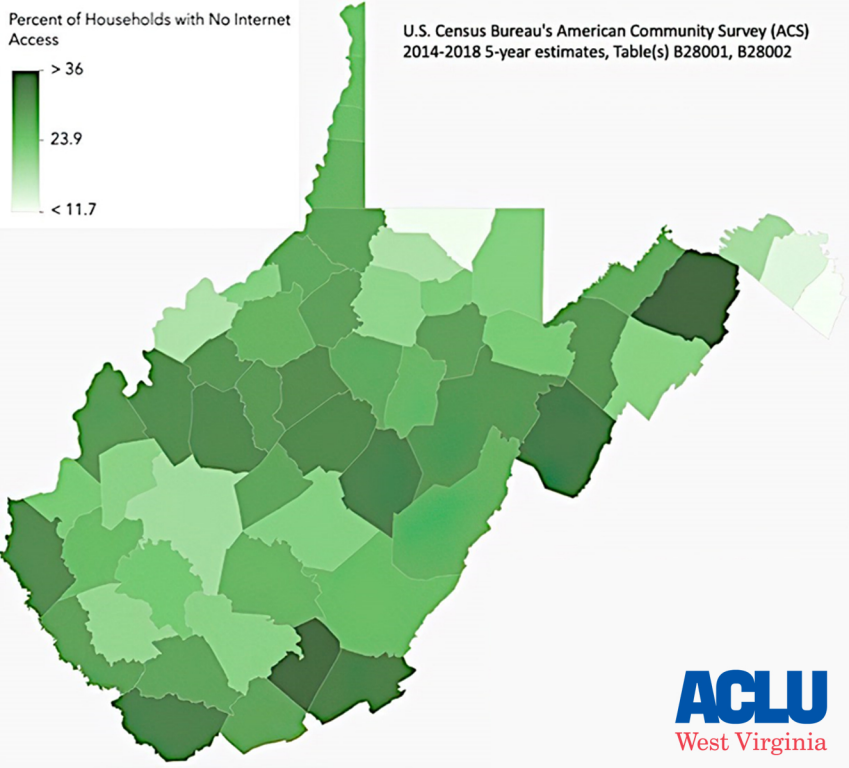 Percent of Households with No Internet
Access
> 36
23.9
< 11.7
U.S. Census Bureau's American Community Survey (ACS)
2014-2018 5-year estimates, Table(s) B28001, B28002
ACLU
West Virginia